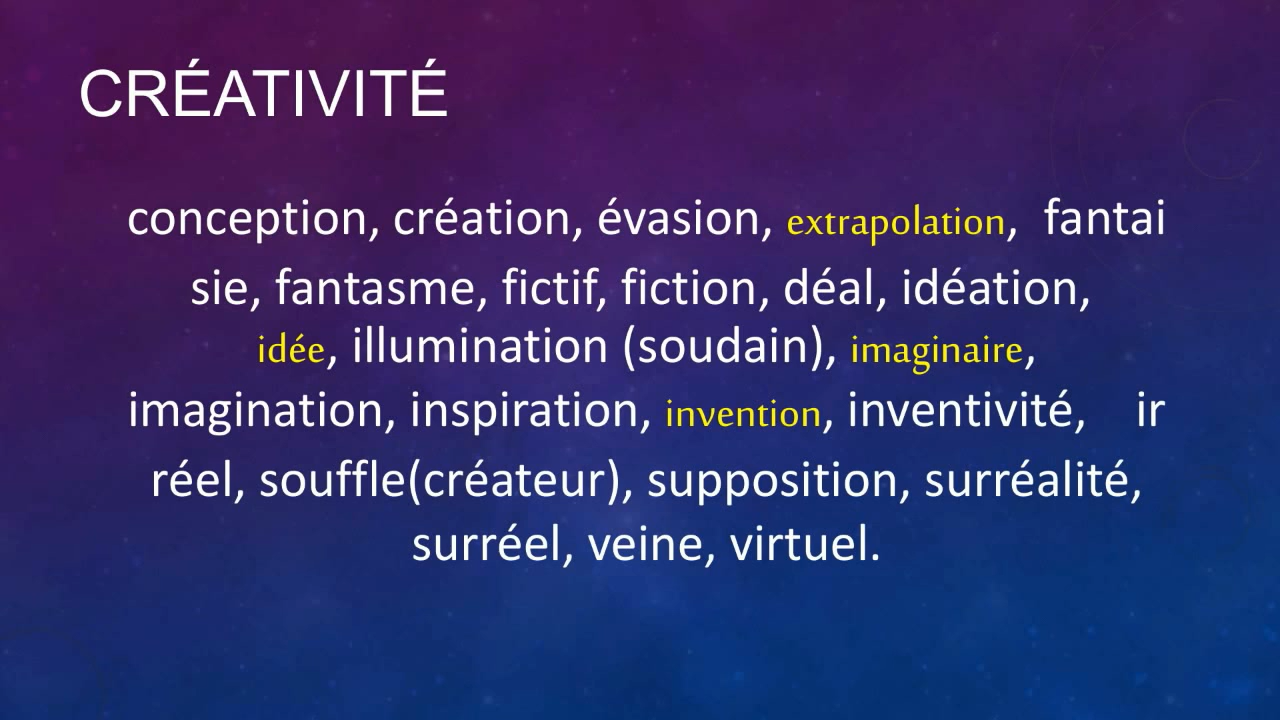 CRÉATIVITÉ
conception, création, évasion, extrapolation, fantai
sie, fantasme, fictif, fiction, déal, idéation,
idée, illumination (soudain), imaginaire,
imagination, inspiration, invention, inventivité, ir
réel, souffle(créateur), supposition, surréalité,
surréel, veine, virtuel.